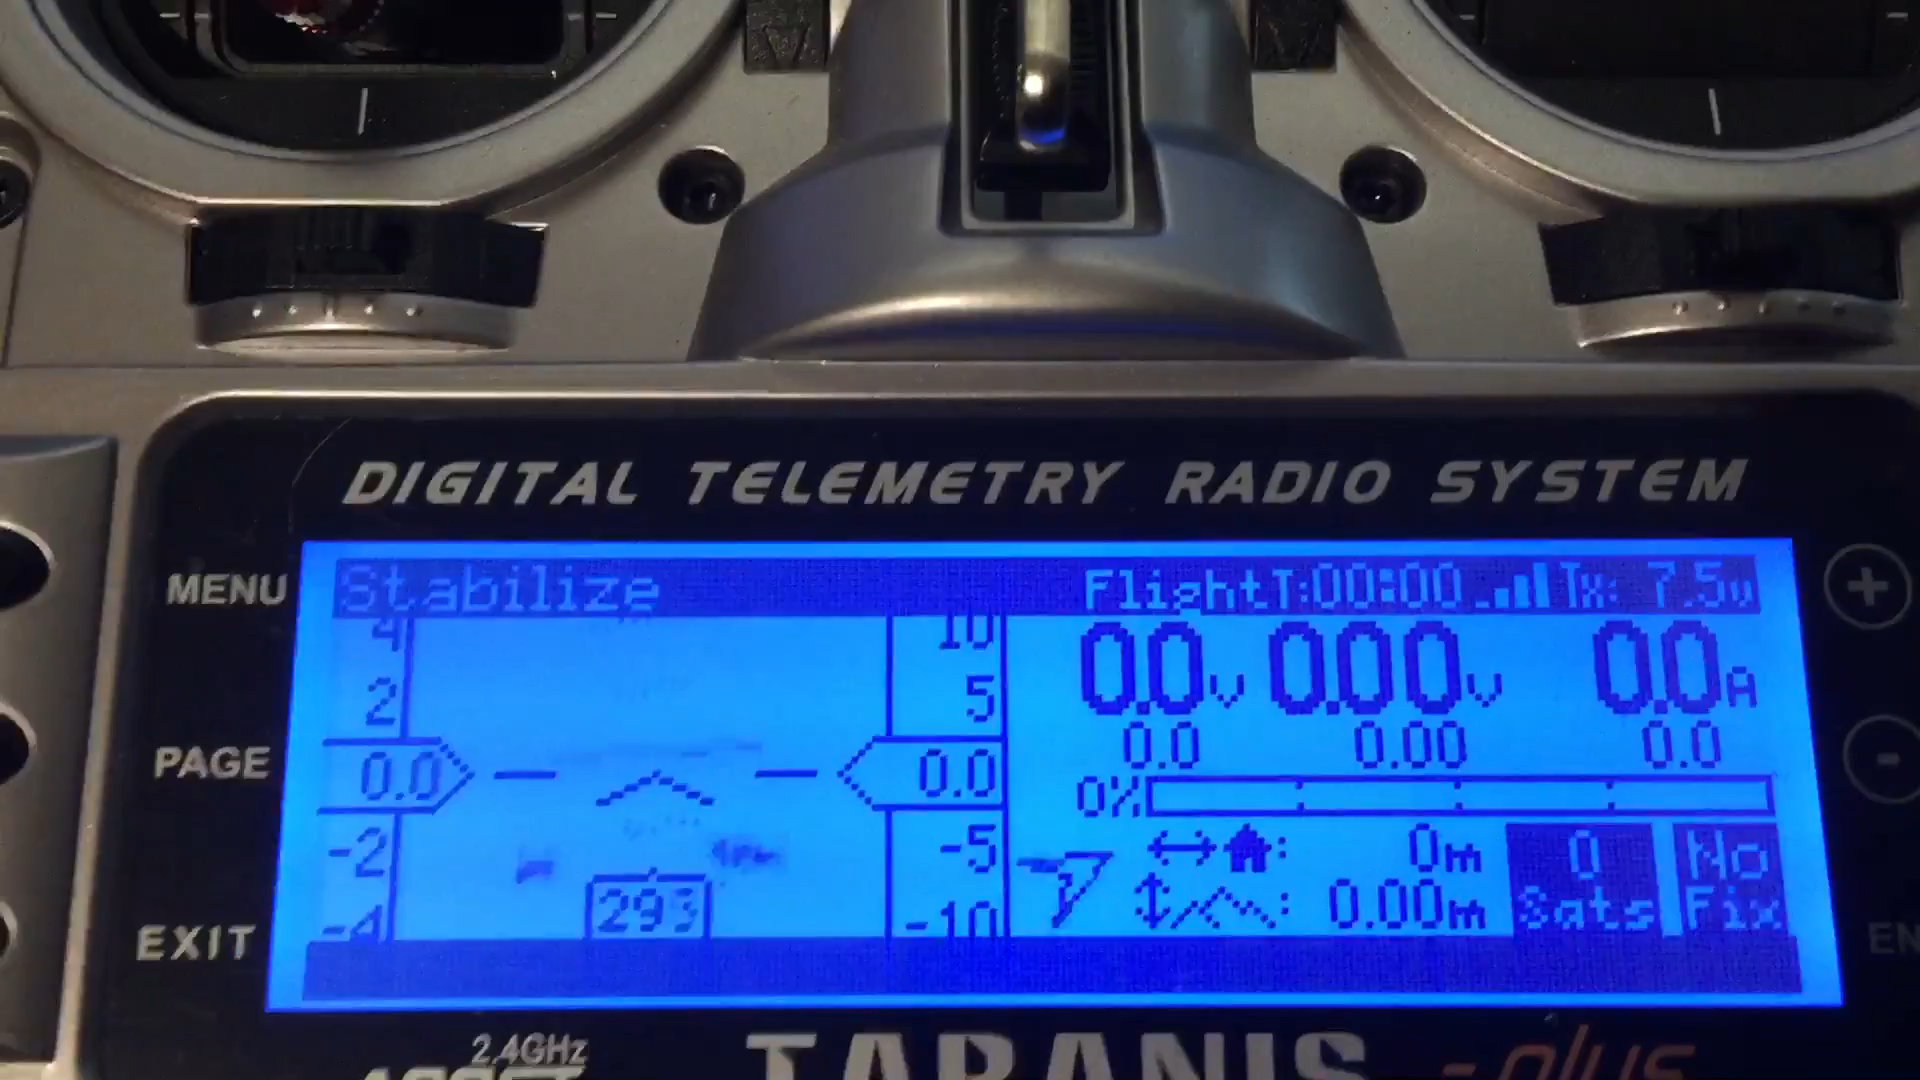 DIGITAL TELEMETRY RADIO SYSTEM
MENU
PAGE
EXIT
Stabilize FlightT:00:00 Tx: 7.5v
4
2
0.0
-2
-4
293
10
5
0.0
-5
-10
0.0v 0.00v 0.0A
0.0 0.00 0.0
0%
0m
0.00m
0 Sats
No Fix
+
-
EN
2.4GHz
TARANIS -plus